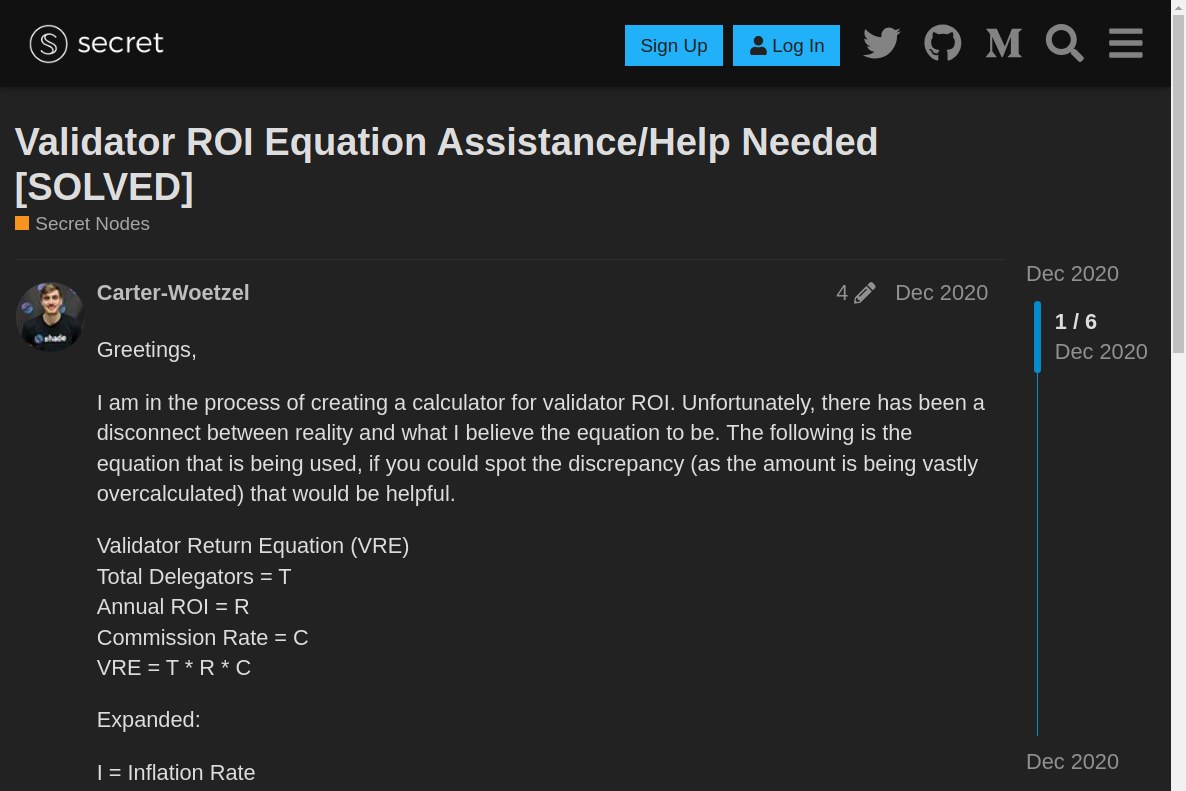 secret
Sign Up
Log In
Validator ROI Equation Assistance/Help Needed
[SOLVED]
Secret Nodes
Carter-Woetzel
4
Dec 2020
Greetings,
I am in the process of creating a calculator for validator ROI. Unfortunately, there has been a
disconnect between reality and what I believe the equation to be. The following is the
equation that is being used, if you could spot the discrepancy (as the amount is being vastly
overcalculated) that would be helpful.
Validator Return Equation (VRE)
Total Delegators = T
Annual ROI = R
Commission Rate = C
VRE = T * R * C
Expanded:
I = Inflation Rate
Dec 2020
1 / 6
Dec 2020
Dec 2020
shade